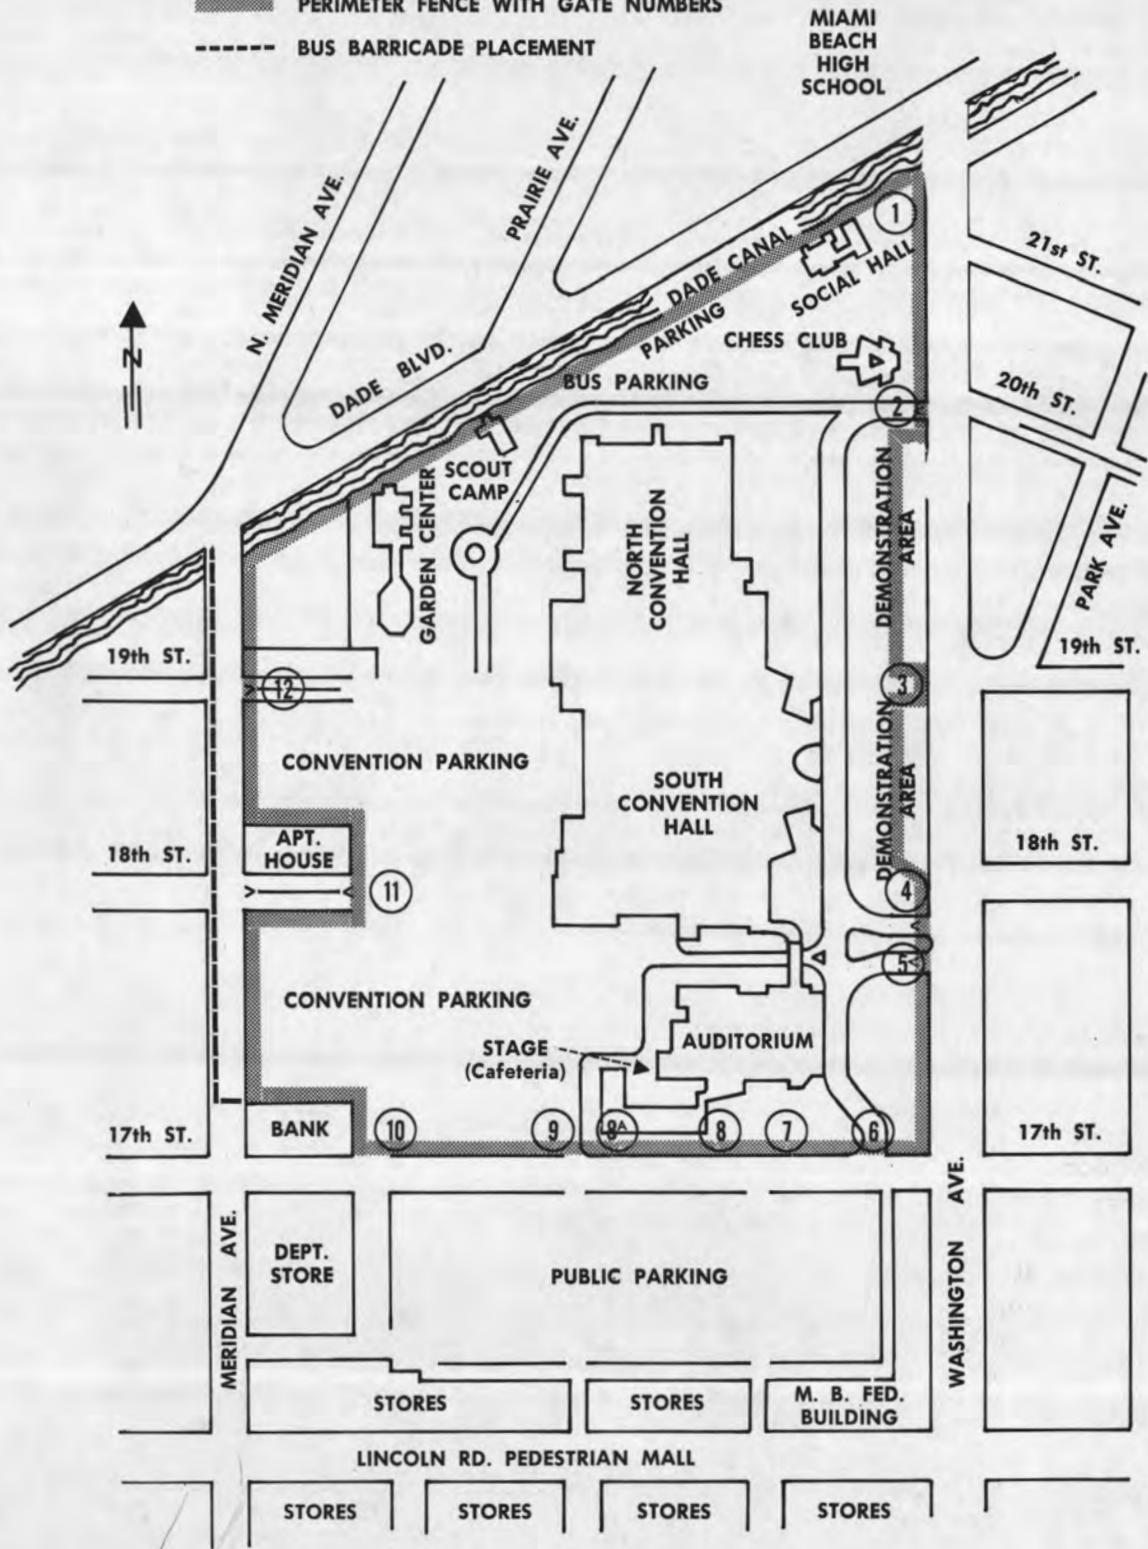 PERIMETER FENCE WITH GATE NUMBERS
BUS BARRICADE PLACEMENT
MIAMI
BEACH
HIGH
SCHOOL
N. MERIDIAN AVE.
PRAIRIE AVE.
DADE BLVD.
DADE CANAL
PARKING
SOCIAL HALL
1
21st ST.
CHESS CLUB
BUS PARKING
2
20th ST.
N
SCOUT
CAMP
GARDEN CENTER
NORTH
CONVENTION
HALL
DEMONSTRATION
AREA
PARK AVE.
19th ST.
19th ST.
12
3
CONVENTION PARKING
SOUTH
CONVENTION
HALL
DEMONSTRATION
AREA
18th ST.
APT.
HOUSE
11
4
18th ST.
5
CONVENTION PARKING
STAGE
(Cafeteria)
AUDITORIUM
17th ST.
BANK
10
9
8A
8
7
6
17th ST.
MERIDIAN AVE.
DEPT.
STORE
PUBLIC PARKING
WASHINGTON AVE.
STORES
STORES
M. B. FED.
BUILDING
LINCOLN RD. PEDESTRIAN MALL
STORES
STORES
STORES
STORES